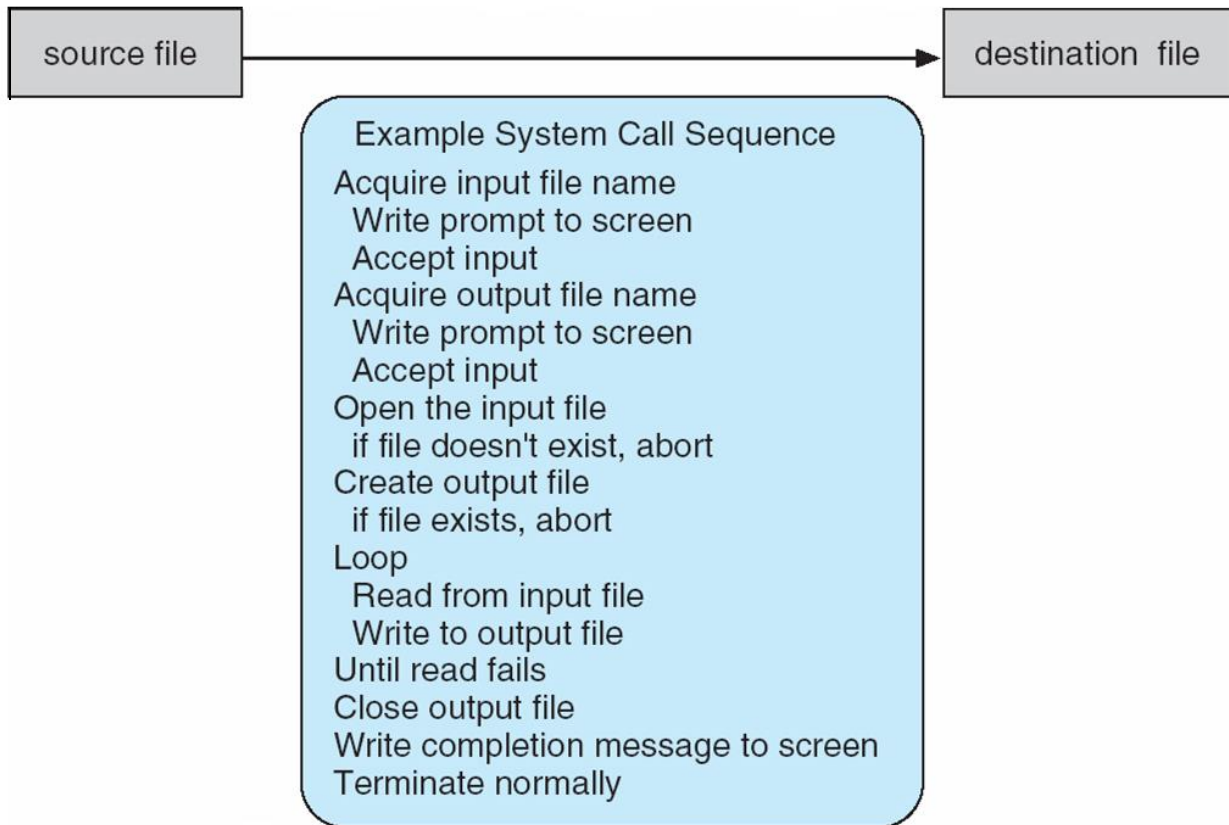 source file
destination file
Example System Call Sequence
Acquire input file name
Write prompt to screen
Accept input
Acquire output file name
Write prompt to screen
Accept input
Open the input file
if file doesn't exist, abort
Create output file
if file exists, abort
Loop
Read from input file
Write to output file
Until read fails
Close output file
Write completion message to screen
Terminate normally